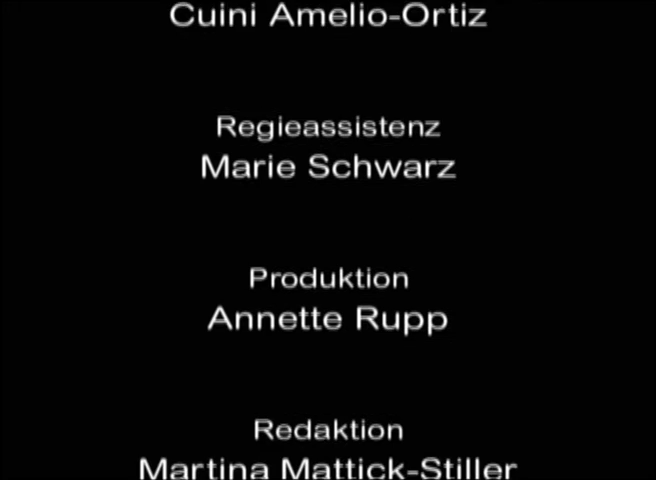 Cuini Amelio-Ortiz
Regieassistenz
Marie Schwarz
Produktion
Annette Rupp
Redaktion
Martina Mattick-Stiller